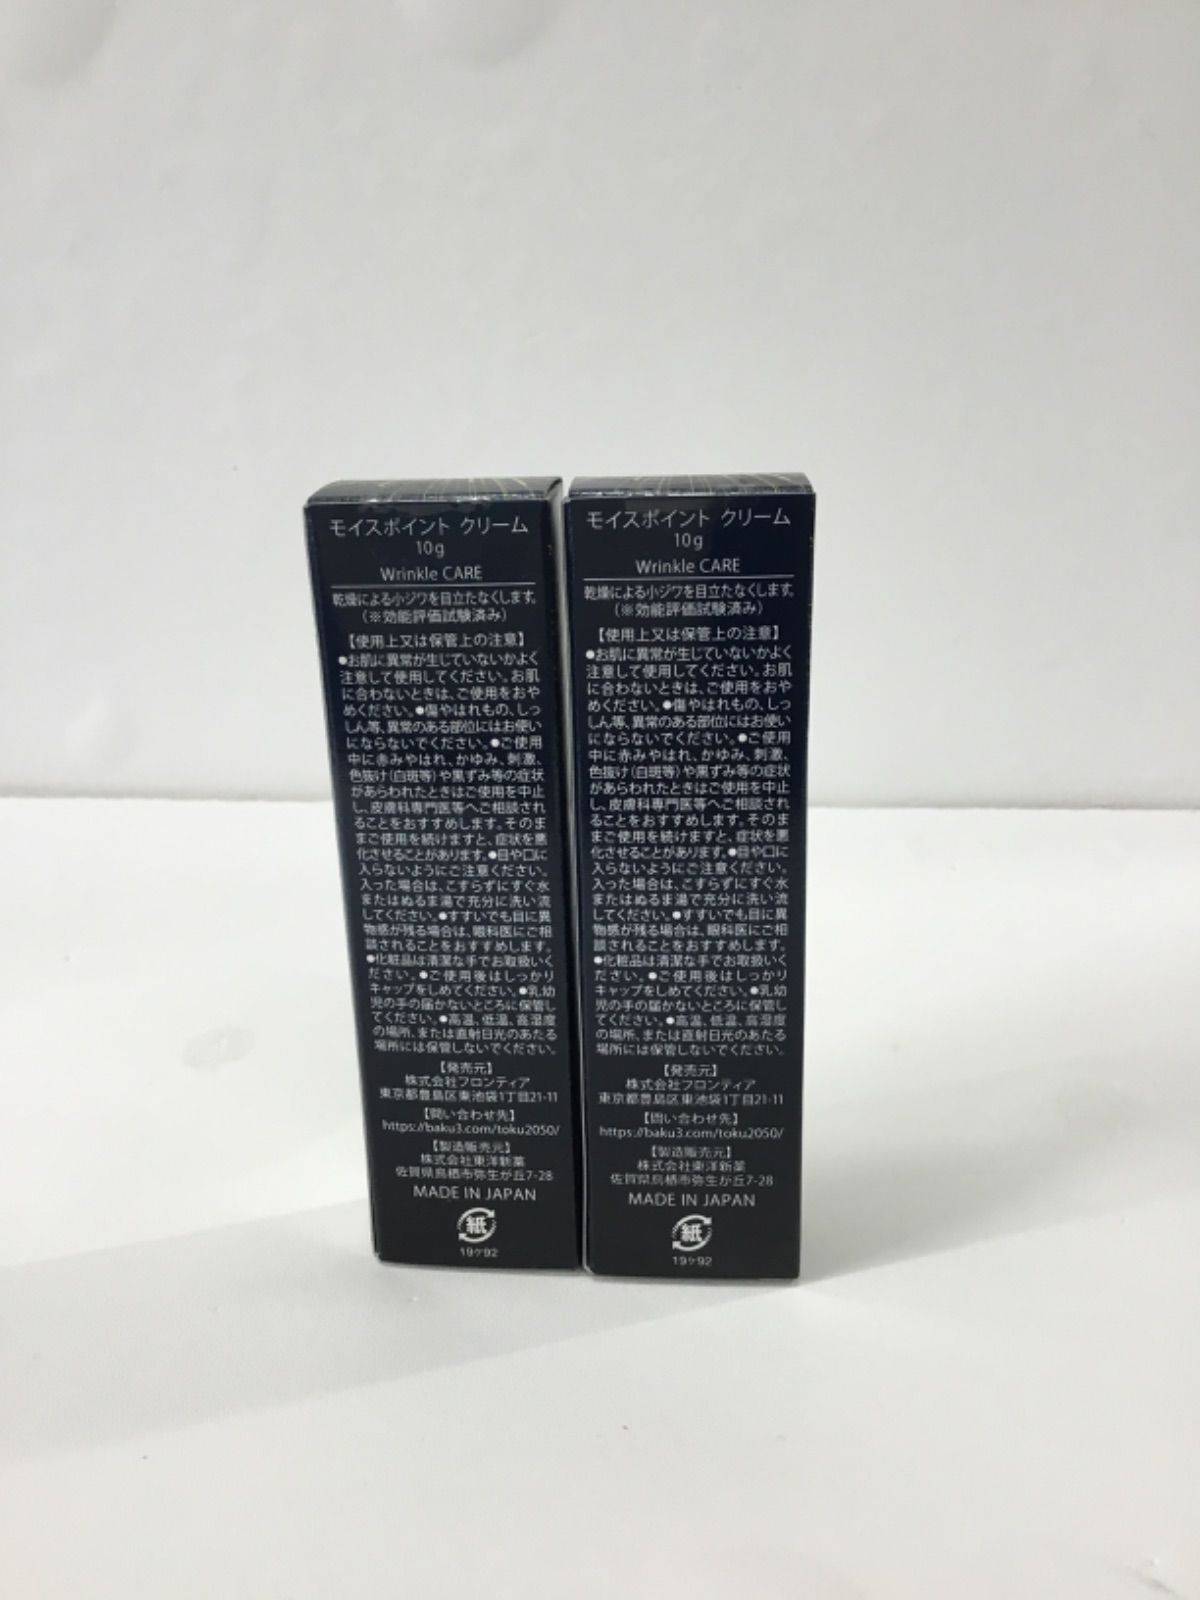 モイスポイント クリーム
10g
Wrinkle CARE
乾燥による小ジワを目立たなくします。
(※効能評価試験済み)
【使用上又は保管上の注意】
●お肌に異常が生じていないかよく
注意して使用してください。お肌
に合わないときは、ご使用をおや
めください。●傷やはれもの、しっ
しん等、異常のある部位にはお使い
にならないでください。●ご使用
中に赤みやはれ、かゆみ、刺激、
色抜け(白斑等)や黒ずみ等の症状
があらわれたときはご使用を中止
し、皮膚科専門医等へご相談され
ることをおすすめします。そのま
まご使用を続けますと、症状を悪
化させることがあります。●目や口に
入らないようにご注意ください。
入った場合は、こすらずにすぐ水
またはぬるま湯で充分に洗い流
してください。●すすいでも目に異
物感が残る場合は、眼科医にご相
談されることをおすすめします。
●化粧品は清潔な手でお取扱いく
ださい。●ご使用後はしっかり
キャップをしめてください。●乳幼
児の手の届かないところに保管し
てください。●高温、低温、高湿度
の場所、または直射日光のあたる
場所には保管しないでください。
【発売元】
株式会社フロンティア
東京都豊島区東池袋1丁目21-11
【問い合わせ先】
https://baku3.com/toku2050/
【製造販売元】
株式会社東洋新薬
佐賀県鳥栖市弥生が丘7-28
MADE IN JAPAN
紙
19ケ92
モイスポイント クリーム
10g
Wrinkle CARE
乾燥による小ジワを目立たなくします。
(※効能評価試験済み)
【使用上又は保管上の注意】
●お肌に異常が生じていないかよく
注意して使用してください。お肌
に合わないときは、ご使用をおや
めください。●傷やはれもの、しっ
しん等、異常のある部位にはお使い
にならないでください。●ご使用
中に赤みやはれ、かゆみ、刺激、
色抜け(白斑等)や黒ずみ等の症状
があらわれたときはご使用を中止
し、皮膚科専門医等へご相談され
ることをおすすめします。そのま
まご使用を続けますと、症状を悪
化させることがあります。●目や口に
入らないようにご注意ください。
入った場合は、こすらずにすぐ水
またはぬるま湯で充分に洗い流
してください。●すすいでも目に異
物感が残る場合は、眼科医にご相
談されることをおすすめします。
●化粧品は清潔な手でお取扱いく
ださい。●ご使用後はしっかり
キャップをしめてください。●乳幼
児の手の届かないところに保管し
てください。●高温、低温、高湿度
の場所、または直射日光のあたる
場所には保管しないでください。
【発売元】
株式会社フロンティア
東京都豊島区東池袋1丁目21-11
【問い合わせ先】
https://baku3.com/toku2050/
【製造販売元】
株式会社東洋新薬
佐賀県鳥栖市弥生が丘7-28
MADE IN JAPAN
紙
19ケ92